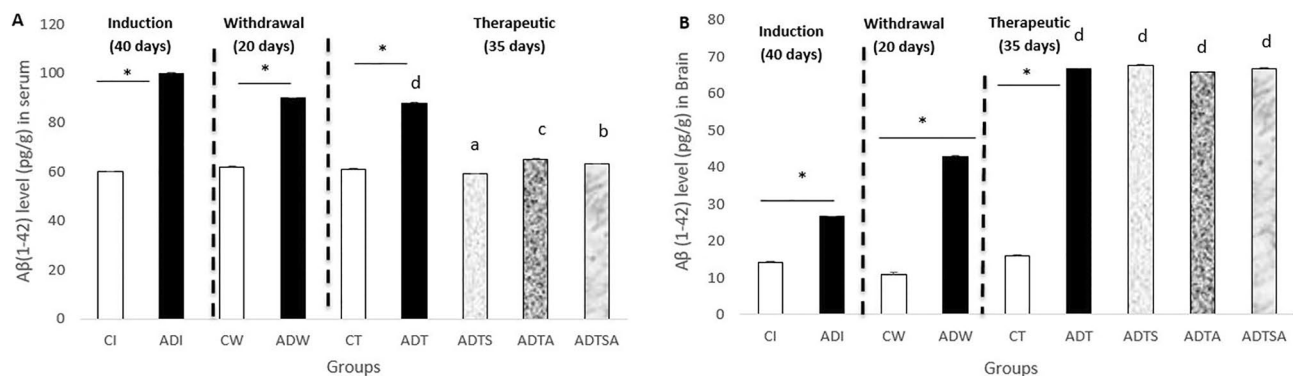 A
Induction
(40 days)
Withdrawal
(20 days)
Therapeutic
(35 days)
*
*
*
d
a
c
b
Aβ(1-42) level (pg/g) in serum
120
100
80
60
40
20
0
CI ADI CW ADW CT ADT ADTS ADTA ADTSA
Groups
B
Induction
(40 days)
Withdrawal
(20 days)
Therapeutic
(35 days)
*
*
*
d
d
d
d
Aβ (1-42) level (pg/g) in Brain
80
70
60
50
40
30
20
10
0
CI ADI CW ADW CT ADT ADTS ADTA ADTSA
Groups